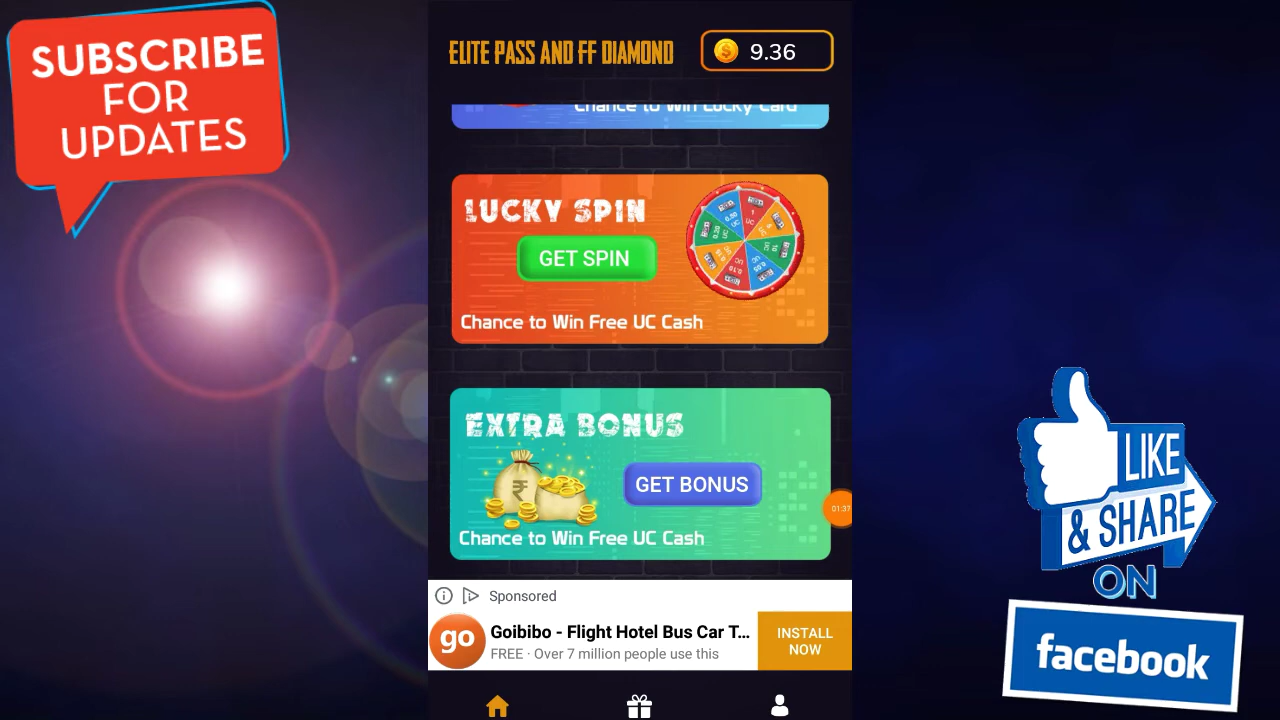 SUBSCRIBE
FOR
UPDATES
ELITE PASS AND FF DIAMOND
9.36
Chance to Win Lucky Card
LUCKY SPIN
GET SPIN
Chance to Win Free UC Cash
EXTRA BONUS
GET BONUS
Chance to Win Free UC Cash
01:37
Sponsored
go
Goibibo - Flight Hotel Bus Car T...
FREE · Over 7 million people use this
INSTALL
NOW
LIKE
& SHARE
ON
facebook